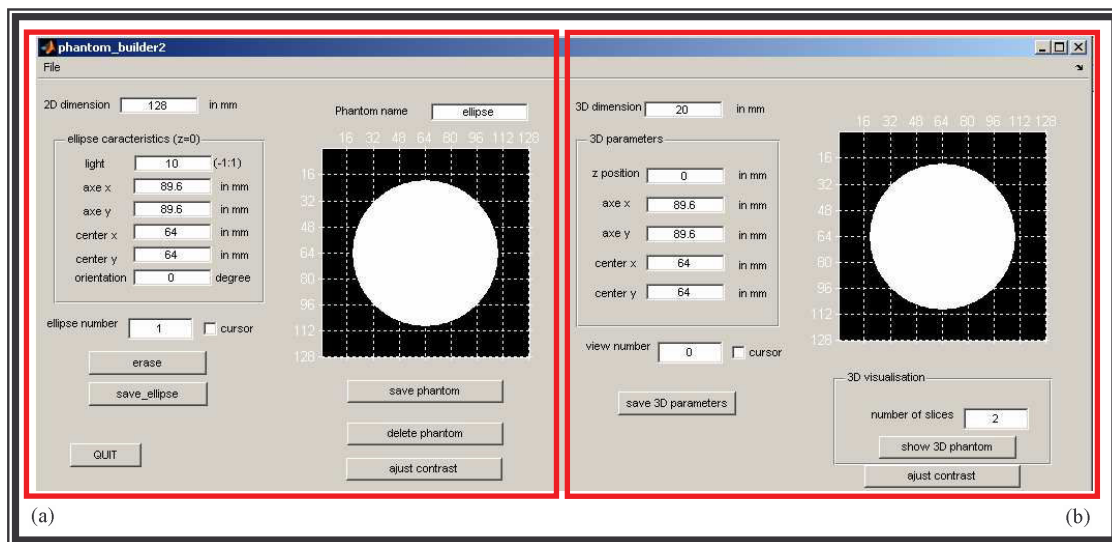 phantom_builder2
File
2D dimension 128 in mm
ellipse caracteristics (z=0)
light 10 (-1:1)
axe x 89.6 in mm
axe y 89.6 in mm
center x 64 in mm
center y 64 in mm
orientation 0 degree
ellipse number 1 cursor
erase
save_ellipse
QUIT
Phantom name ellipse
16 32 48 64 80 96 112 128
16
32
48
64
80
96
112
128
save phantom
delete phantom
ajust contrast
(a)
3D dimension 20 in mm
3D parameters
z position 0 in mm
axe x 89.6 in mm
axe y 89.6 in mm
center x 64 in mm
center y 64 in mm
view number 0 cursor
save 3D parameters
16 32 48 64 80 96 112 128
16
32
48
64
80
96
112
128
3D visualisation
number of slices 2
show 3D phantom
ajust contrast
(b)